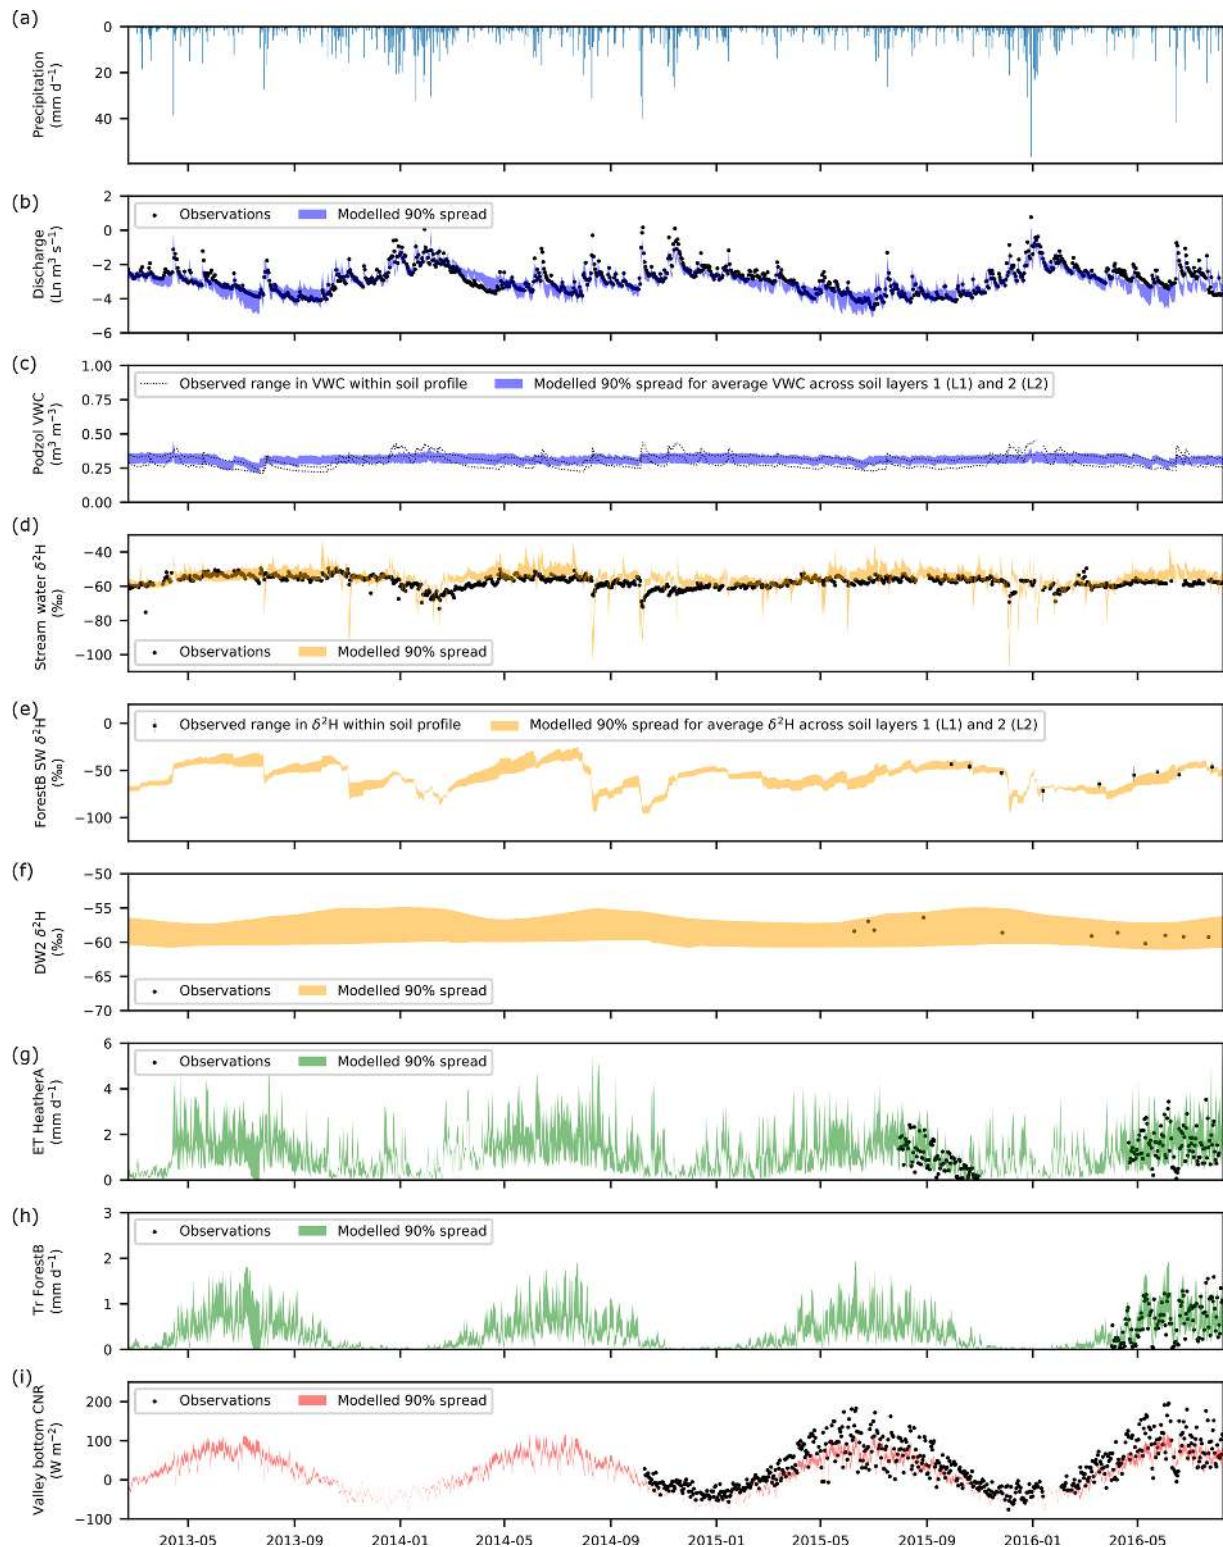 (a)
0
20
40
Precipitation
(mm d⁻¹)
(b)
2
0
−2
−4
−6
Discharge
(Ln m³ s⁻¹)
Observations Modelled 90% spread
(c)
1.00
0.75
0.50
0.25
0.00
Podzol VWC
(m³ m⁻³)
Observed range in VWC within soil profile Modelled 90% spread for average VWC across soil layers 1 (L1) and 2 (L2)
(d)
−40
−60
−80
−100
Stream water δ²H
(‰)
Observations Modelled 90% spread
(e)
0
−50
−100
ForestB SW δ²H
(‰)
Observed range in δ²H within soil profile Modelled 90% spread for average δ²H across soil layers 1 (L1) and 2 (L2)
(f)
−50
−55
−60
−65
−70
DW2 δ²H
(‰)
Observations Modelled 90% spread
(g)
6
4
2
0
ET HeatherA
(mm d⁻¹)
Observations Modelled 90% spread
(h)
3
2
1
0
Tr ForestB
(mm d⁻¹)
Observations Modelled 90% spread
(i)
200
100
0
−100
Valley bottom CNR
(W m⁻²)
Observations Modelled 90% spread
2013-05 2013-09 2014-01 2014-05 2014-09 2015-01 2015-05 2015-09 2016-01 2016-05